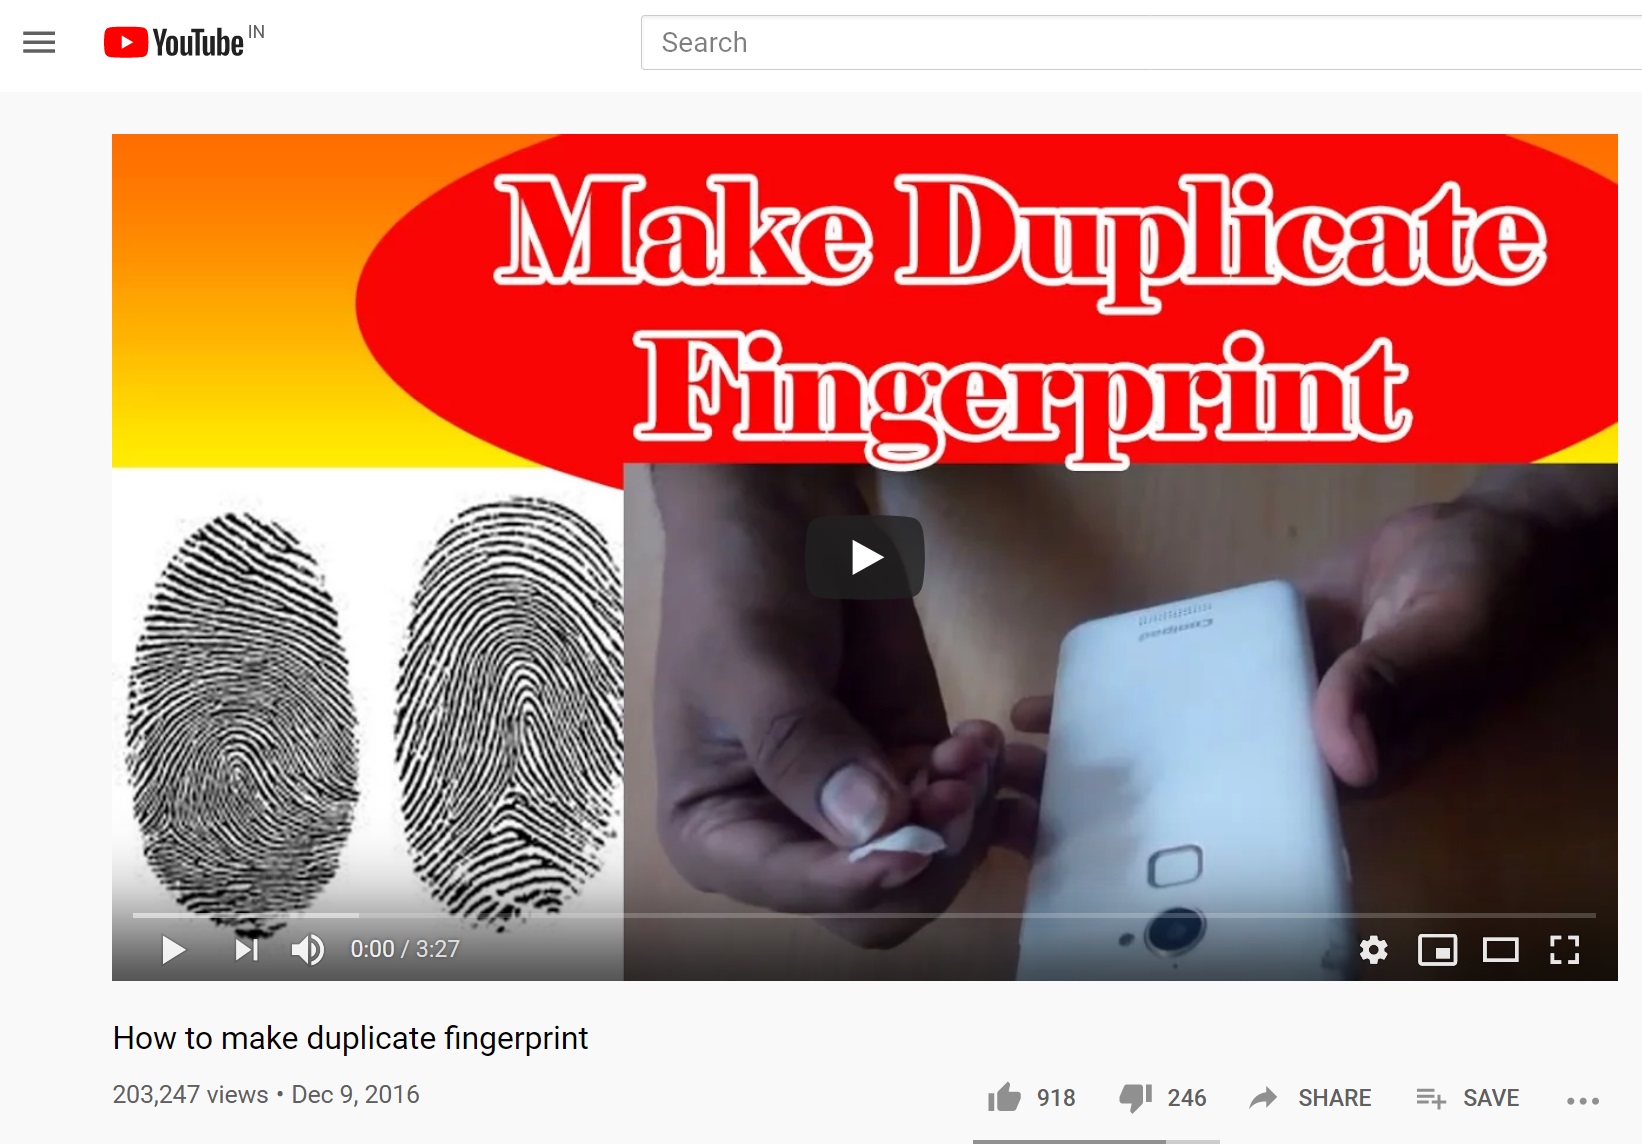 YouTube IN
Search
Make Duplicate
Fingerprint
Coolpad
0:00 / 3:27
How to make duplicate fingerprint
203,247 views • Dec 9, 2016
918 246 SHARE SAVE